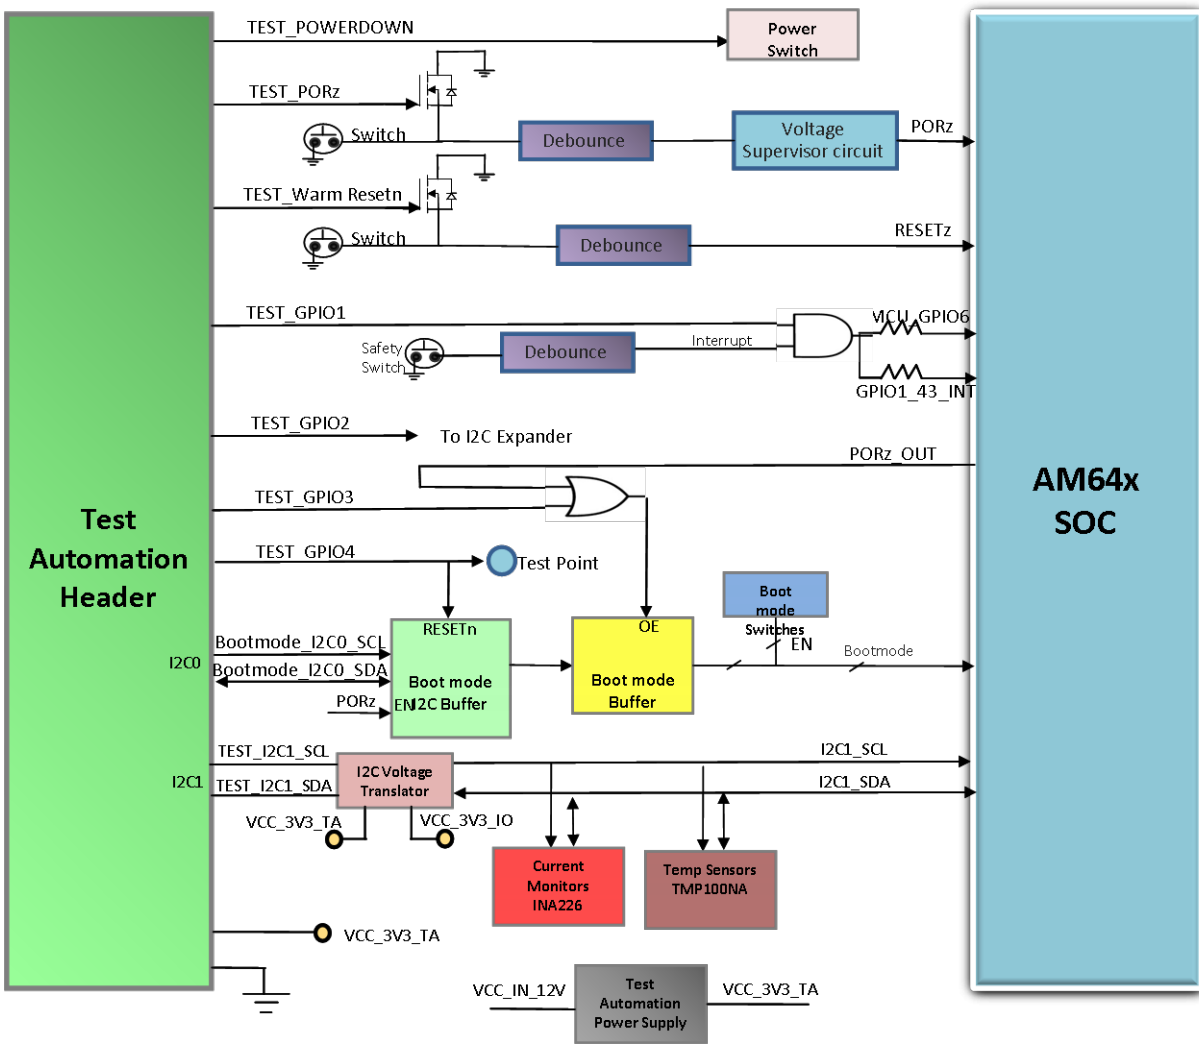 TEST_POWERDOWN
Power
Switch
TEST_PORz
Switch
Debounce
Voltage
Supervisor circuit
PORz
TEST_Warm Resetn
Switch
Debounce
RESETz
TEST_GPIO1
Safety
Switch
Debounce
Interrupt
MCU_GPIO6
GPIO1_43_INT
TEST_GPIO2
To I2C Expander
PORz_OUT
TEST_GPIO3
Test
Automation
Header
AM64x
SOC
TEST_GPIO4
Test Point
Boot
mode
Switches
EN
RESETn
OE
I2C0
Bootmode_I2C0_SCL
Bootmode_I2C0_SDA
PORz
EN
Boot mode
I2C Buffer
Boot mode
Buffer
Bootmode
I2C1
TEST_I2C1_SCL
TEST_I2C1_SDA
I2C Voltage
Translator
I2C1_SCL
I2C1_SDA
VCC_3V3_TA
VCC_3V3_IO
Current
Monitors
INA226
Temp Sensors
TMP100NA
VCC_3V3_TA
VCC_IN_12V
Test
Automation
Power Supply
VCC_3V3_TA